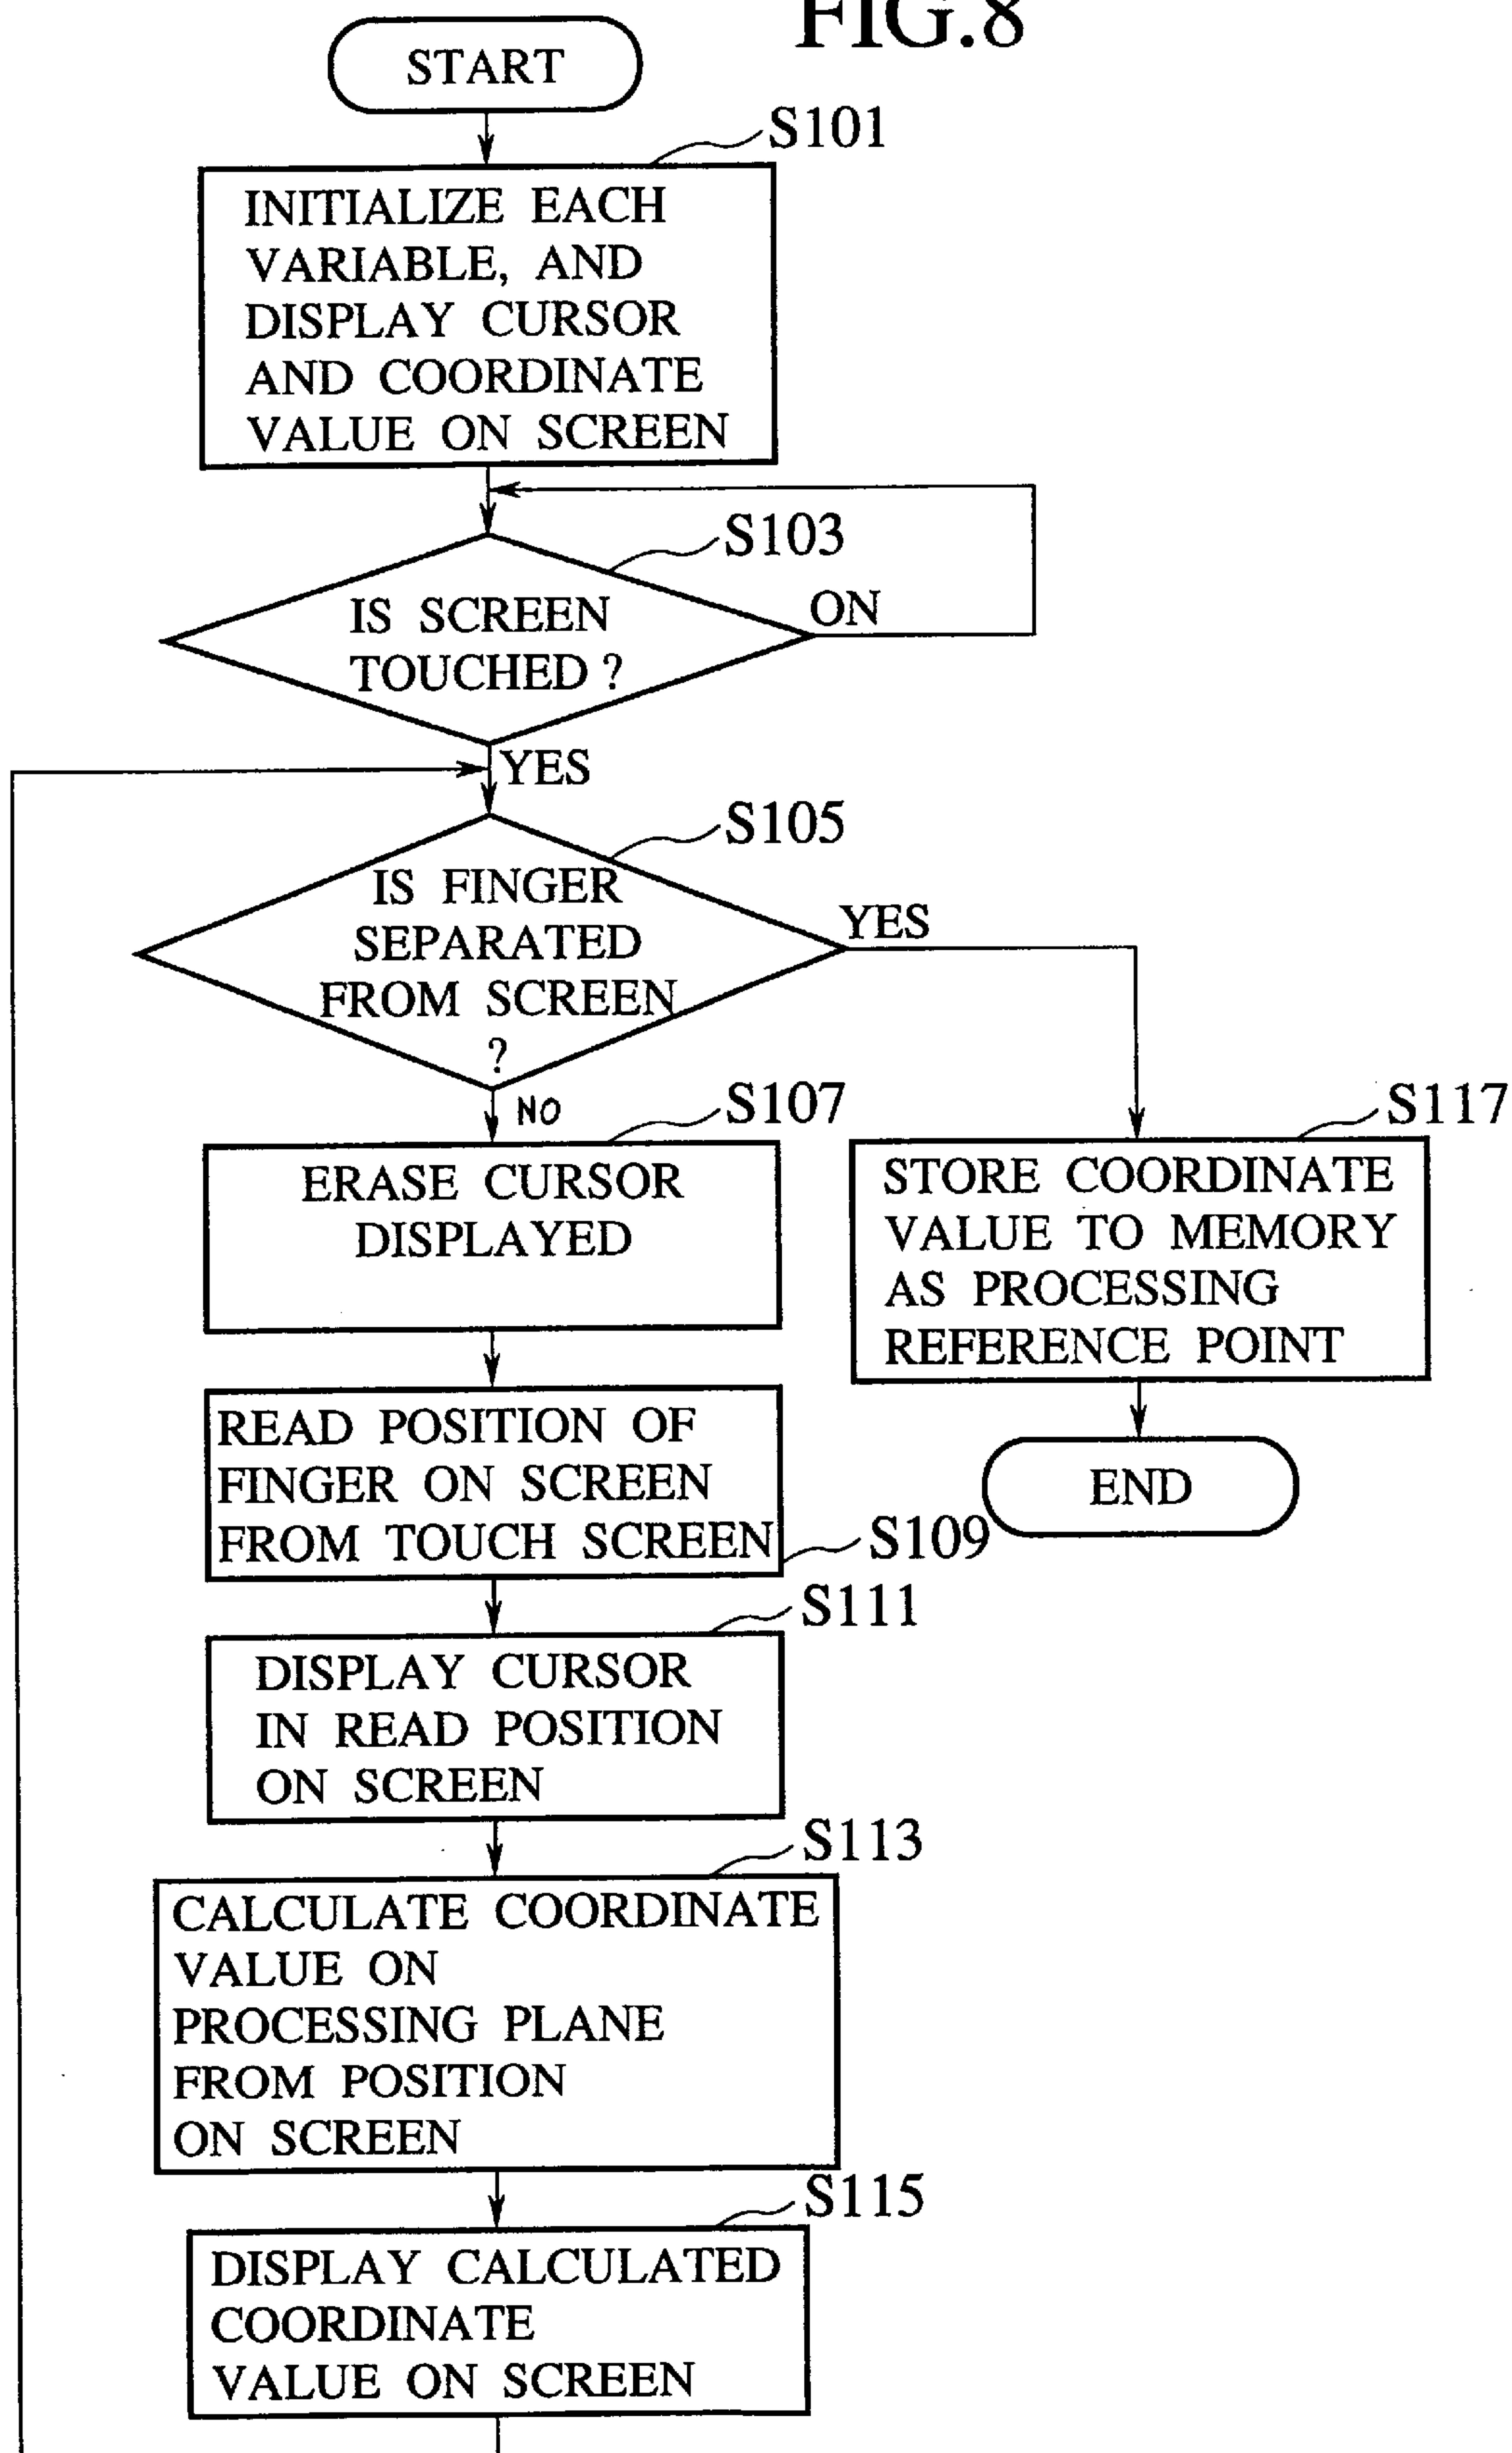 FIG.8
START
S101
INITIALIZE EACH
VARIABLE, AND
DISPLAY CURSOR
AND COORDINATE
VALUE ON SCREEN
S103
IS SCREEN
TOUCHED ?
ON
YES
S105
IS FINGER
SEPARATED
FROM SCREEN
?
YES
NO
S107
ERASE CURSOR
DISPLAYED
S117
STORE COORDINATE
VALUE TO MEMORY
AS PROCESSING
REFERENCE POINT
END
READ POSITION OF
FINGER ON SCREEN
FROM TOUCH SCREEN
S109
S111
DISPLAY CURSOR
IN READ POSITION
ON SCREEN
S113
CALCULATE COORDINATE
VALUE ON
PROCESSING PLANE
FROM POSITION
ON SCREEN
S115
DISPLAY CALCULATED
COORDINATE
VALUE ON SCREEN